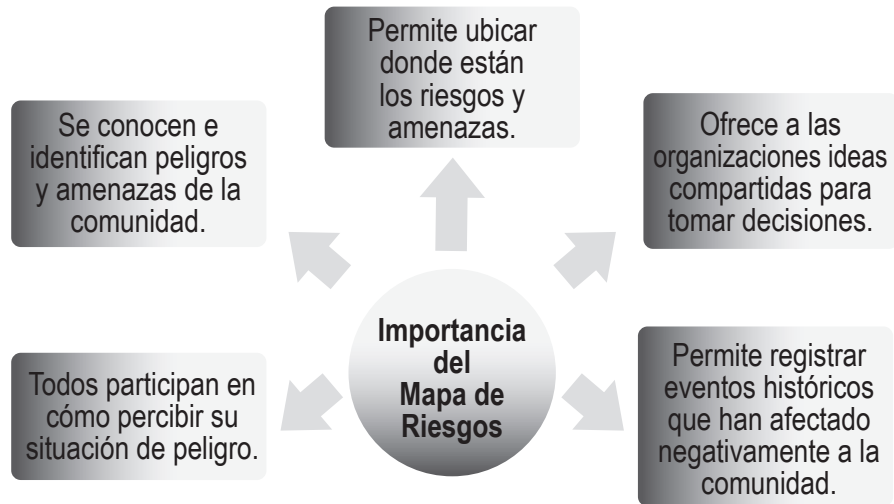 Permite ubicar
donde están
los riesgos y
amenazas.
Se conocen e
identifican peligros
y amenazas de la
comunidad.
Ofrece a las
organizaciones ideas
compartidas para
tomar decisiones.
Importancia
del
Mapa de
Riesgos
Todos participan en
cómo percibir su
situación de peligro.
Permite registrar
eventos históricos
que han afectado
negativamente a la
comunidad.